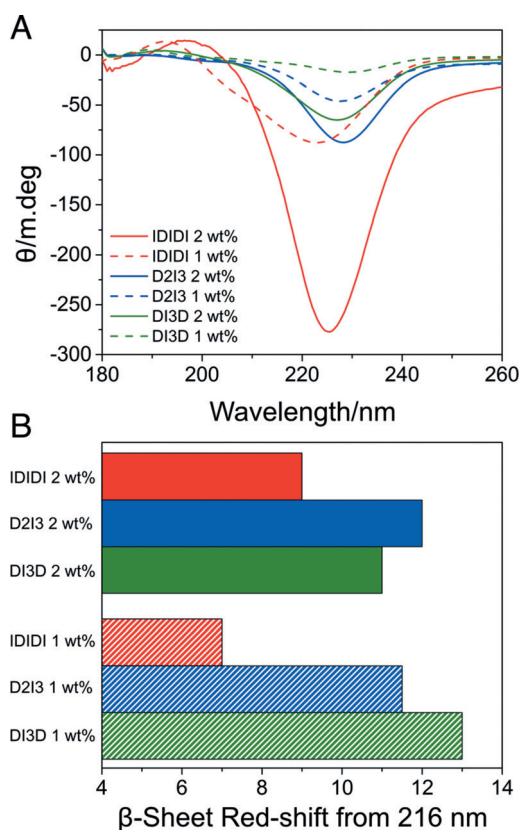 A
0
-50
-100
-150
-200
-250
-300
θ/m.deg
IDIDI 2 wt%
IDIDI 1 wt%
D2I3 2 wt%
D2I3 1 wt%
DI3D 2 wt%
DI3D 1 wt%
180 200 220 240 260
Wavelength/nm
B
IDIDI 2 wt%
D2I3 2 wt%
DI3D 2 wt%
IDIDI 1 wt%
D2I3 1 wt%
DI3D 1 wt%
4 6 8 10 12 14
β-Sheet Red-shift from 216 nm